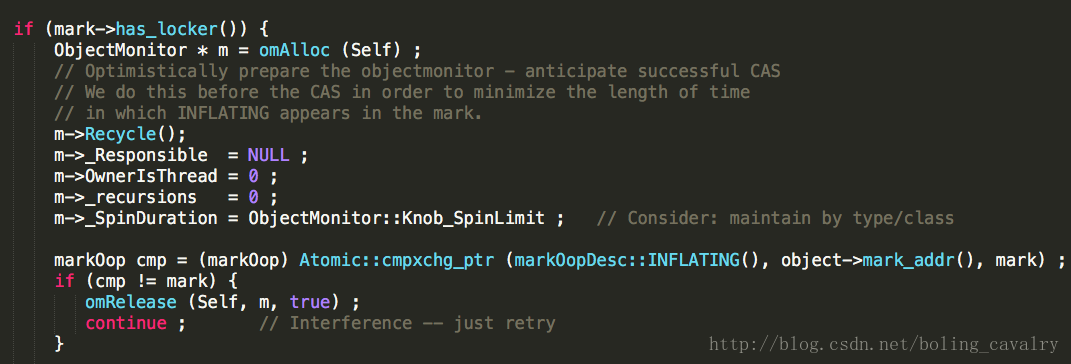 if (mark->has_locker()) {
    ObjectMonitor * m = omAlloc (Self) ;
    // Optimistically prepare the objectmonitor - anticipate successful CAS
    // We do this before the CAS in order to minimize the length of time
    // in which INFLATING appears in the mark.
    m->Recycle();
    m->_Responsible  = NULL ;
    m->OwnerIsThread = 0 ;
    m->_recursions   = 0 ;
    m->_SpinDuration = ObjectMonitor::Knob_SpinLimit ;   // Consider: maintain by type/class

    markOop cmp = (markOop) Atomic::cmpxchg_ptr (markOopDesc::INFLATING(), object->mark_addr(), mark) ;
    if (cmp != mark) {
       omRelease (Self, m, true) ;
       continue ;       // Interference -- just retry
    }
http://blog.csdn.net/boling_cavalry